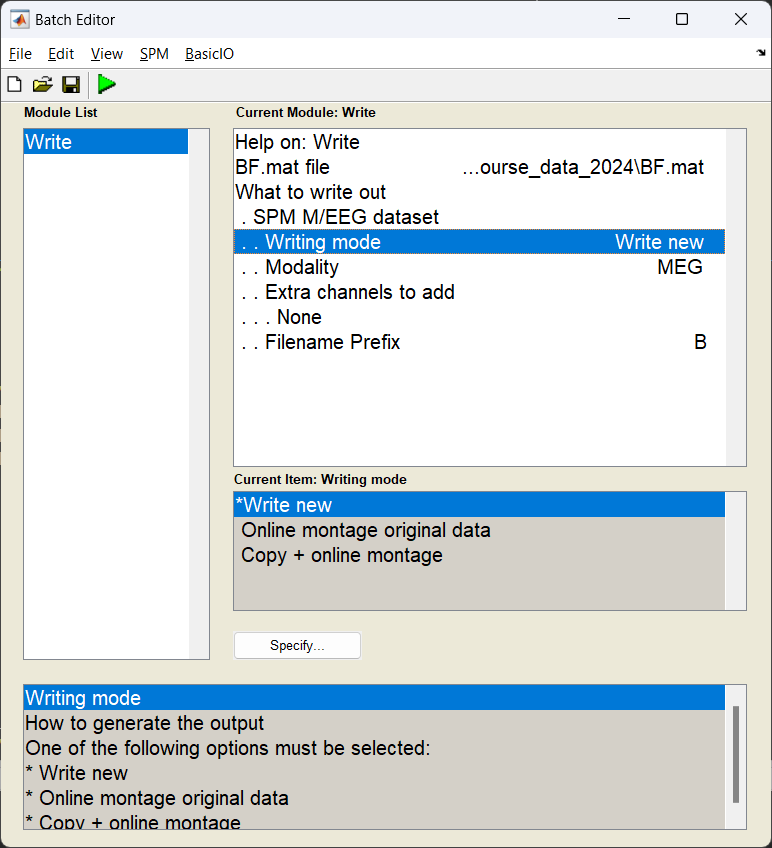 Batch Editor
File Edit View SPM BasicIO
Module List
Write
Current Module: Write
Help on: Write
BF.mat file ...ourse_data_2024\BF.mat
What to write out
. SPM M/EEG dataset
. . Writing mode Write new
. . Modality MEG
. . Extra channels to add
. . . None
. . Filename Prefix B
Current Item: Writing mode
*Write new
Online montage original data
Copy + online montage
Specify...
Writing mode
How to generate the output
One of the following options must be selected:
* Write new
* Online montage original data
* Copy + online montage